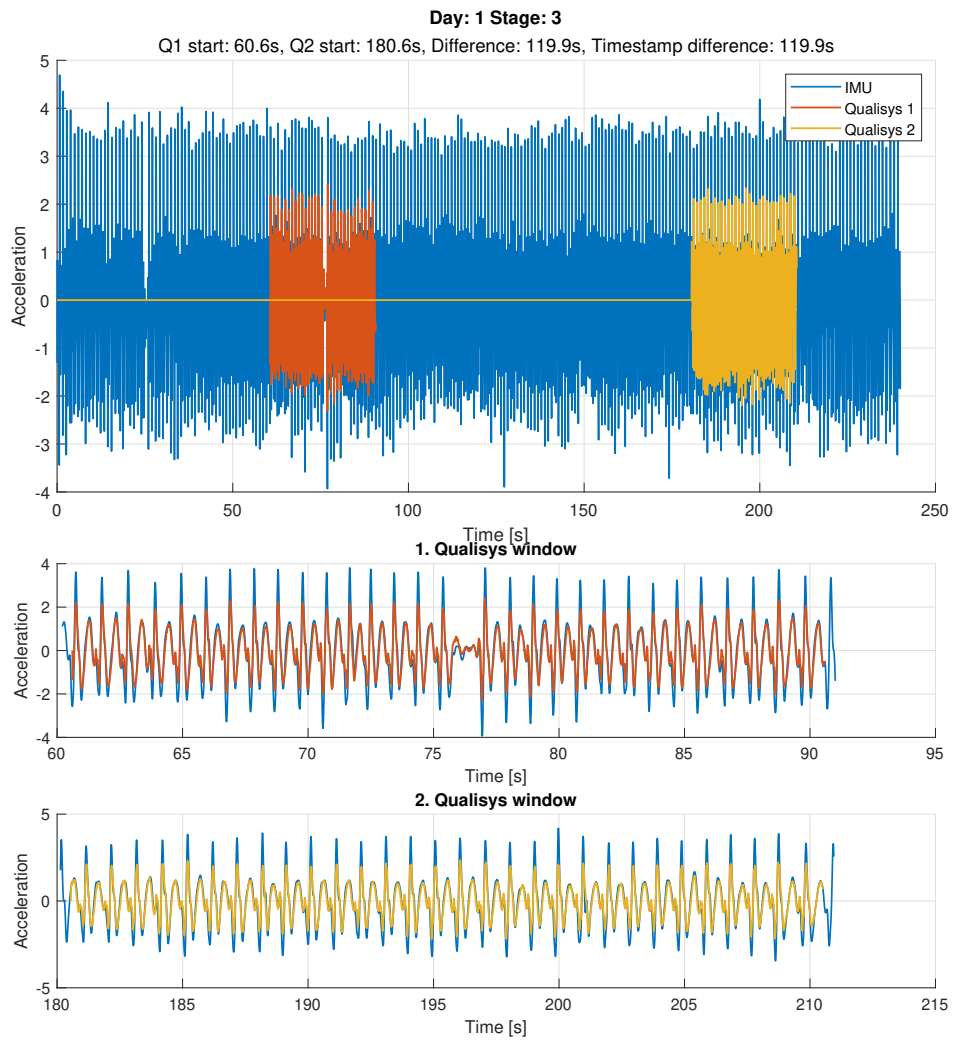 Day: 1 Stage: 3
Q1 start: 60.6s, Q2 start: 180.6s, Difference: 119.9s, Timestamp difference: 119.9s
5
4
3
2
1
0
-1
-2
-3
-4
Acceleration
IMU
Qualisys 1
Qualisys 2
0 50 100 150 200 250
Time [s]
1. Qualisys window
4
2
0
-2
-4
Acceleration
60 65 70 75 80 85 90 95
Time [s]
2. Qualisys window
5
0
-5
Acceleration
180 185 190 195 200 205 210 215
Time [s]